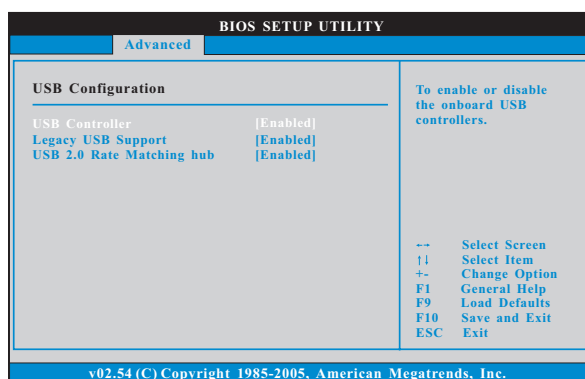 BIOS SETUP UTILITY
Advanced
USB Configuration
USB Controller [Enabled]
Legacy USB Support [Enabled]
USB 2.0 Rate Matching hub [Enabled]
To enable or disable
the onboard USB
controllers.
←→ Select Screen
↑↓ Select Item
+- Change Option
F1 General Help
F9 Load Defaults
F10 Save and Exit
ESC Exit
v02.54 (C) Copyright 1985-2005, American Megatrends, Inc.